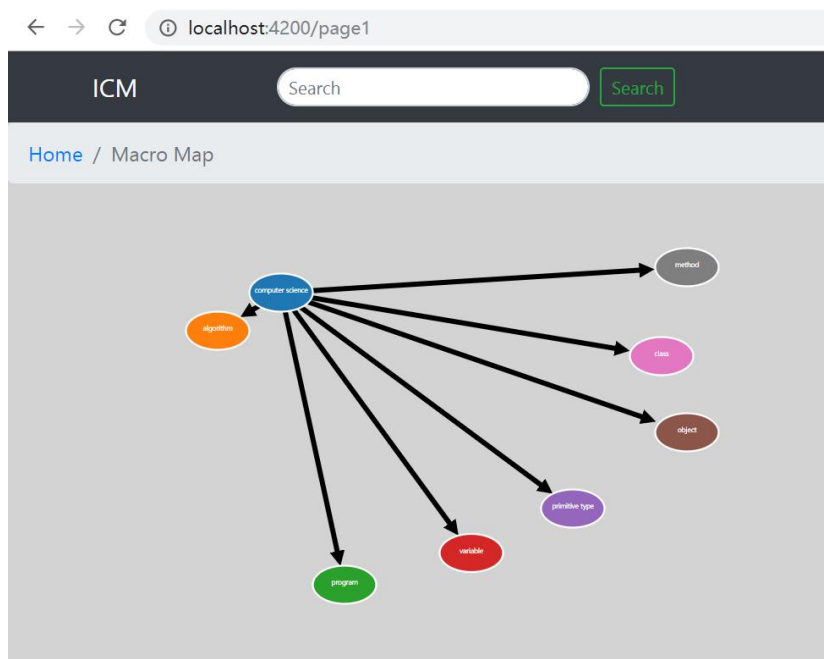 localhost:4200/page1
ICM
Search
Search
Home / Macro Map
computer science
method
algorithm
class
object
primitive type
variable
program